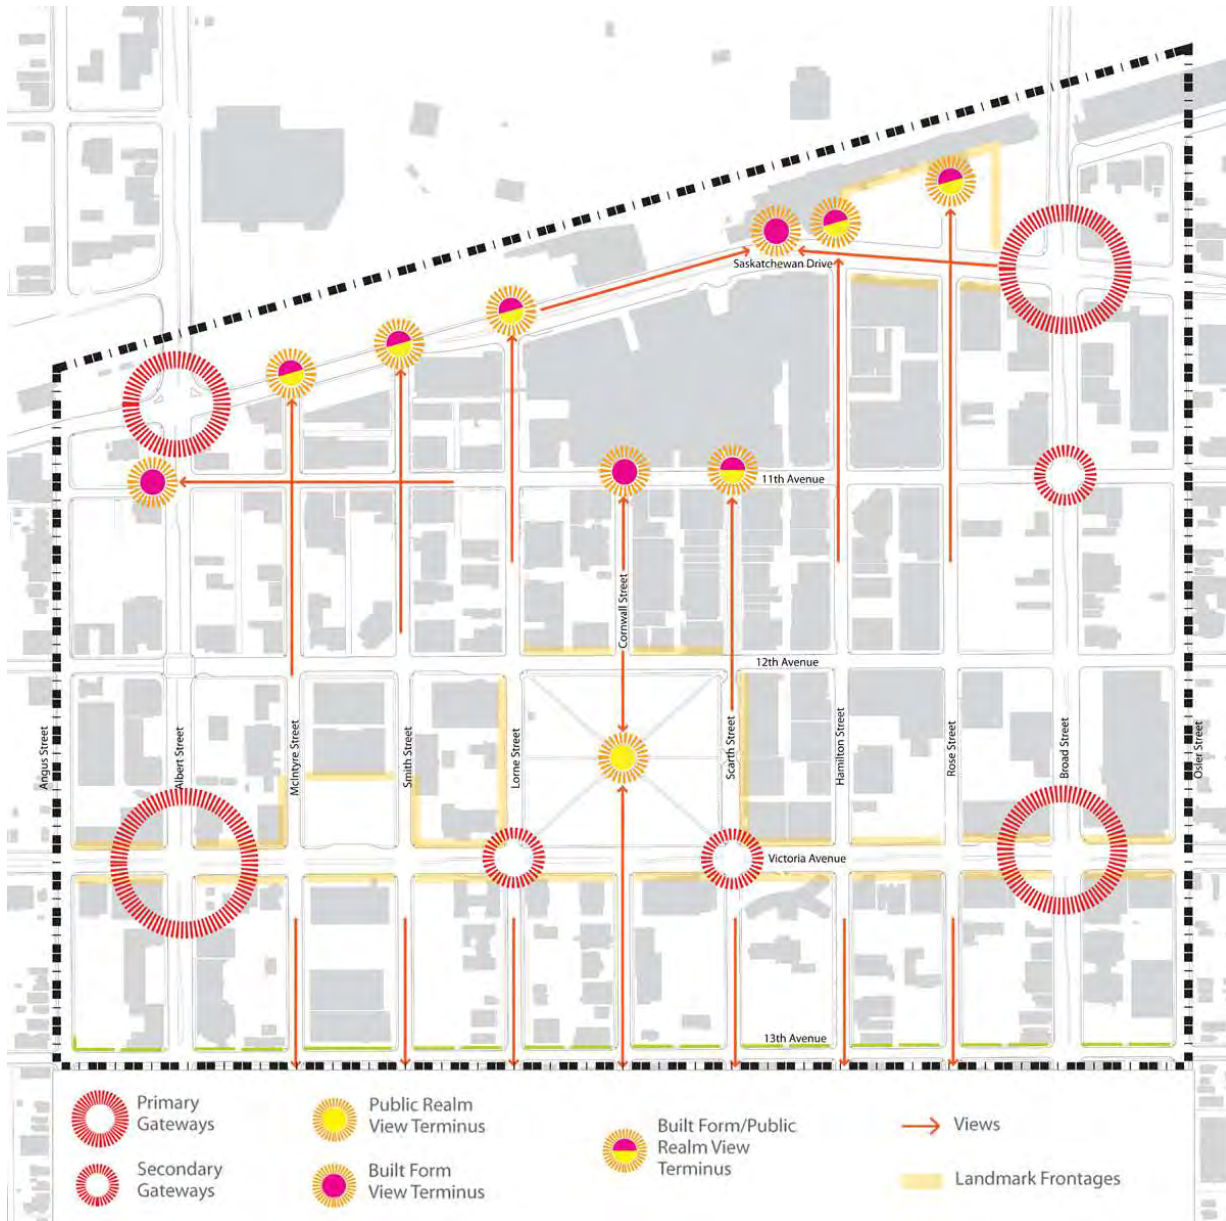 Saskatchewan Drive
11th Avenue
Cornwall Street
12th Avenue
Angus Street
Albert Street
McIntyre Street
Smith Street
Lorne Street
Scarth Street
Hamilton Street
Rose Street
Broad Street
Osler Street
Victoria Avenue
13th Avenue
Primary
Gateways
Secondary
Gateways
Public Realm
View Terminus
Built Form
View Terminus
Built Form/Public
Realm View
Terminus
Views
Landmark Frontages